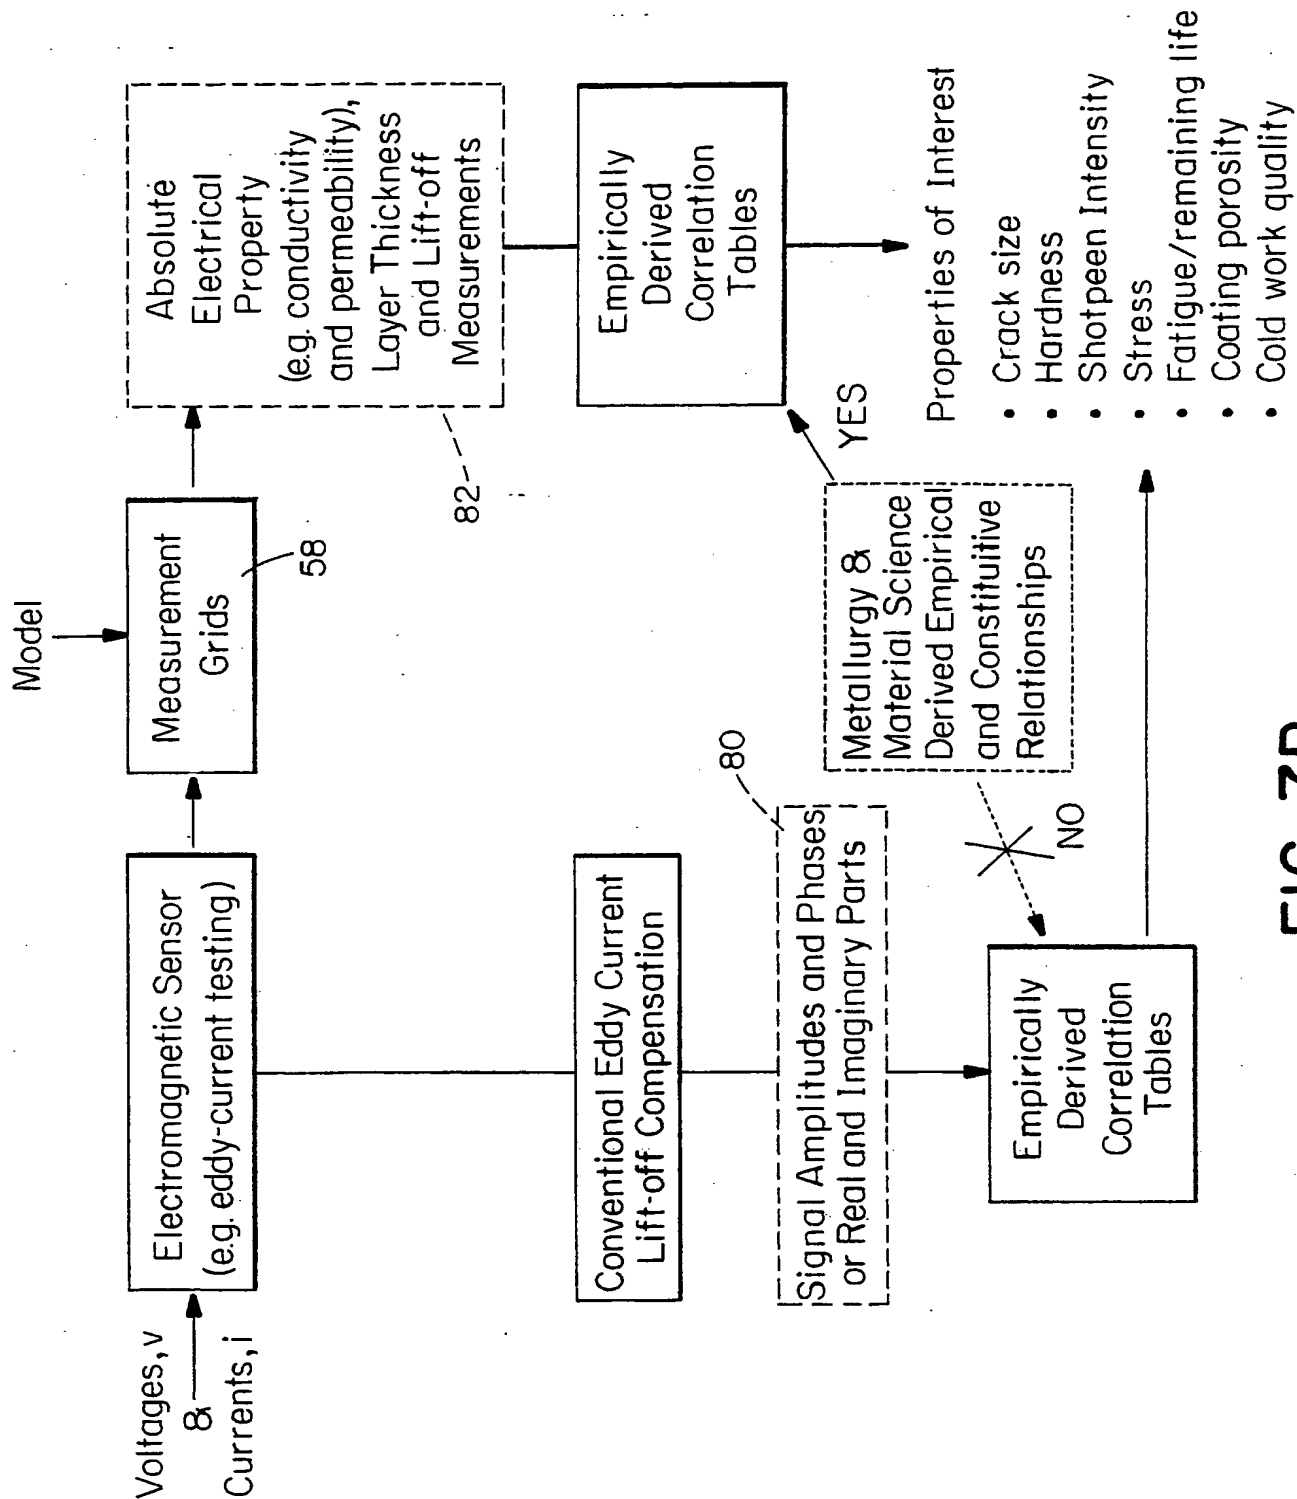 Voltages,v
&
Currents,i
Electromagnetic Sensor
(e.g. eddy-current testing)
Model
Measurement
Grids
58
Absolute
Electrical
Property
(e.g. conductivity
and permeability),
Layer Thickness
and Lift-off
Measurements
82
Conventional Eddy Current
Lift-off Compensation
Empirically
Derived
Correlation
Tables
80
Signal Amplitudes and Phases
or Real and Imaginary Parts
Metallurgy &
Material Science
Derived Empirical
and Constituitive
Relationships
YES
NO
Empirically
Derived
Correlation
Tables
Properties of Interest
• Crack size
• Hardness
• Shotpeen Intensity
• Stress
• Fatigue/remaining life
• Coating porosity
• Cold work quality